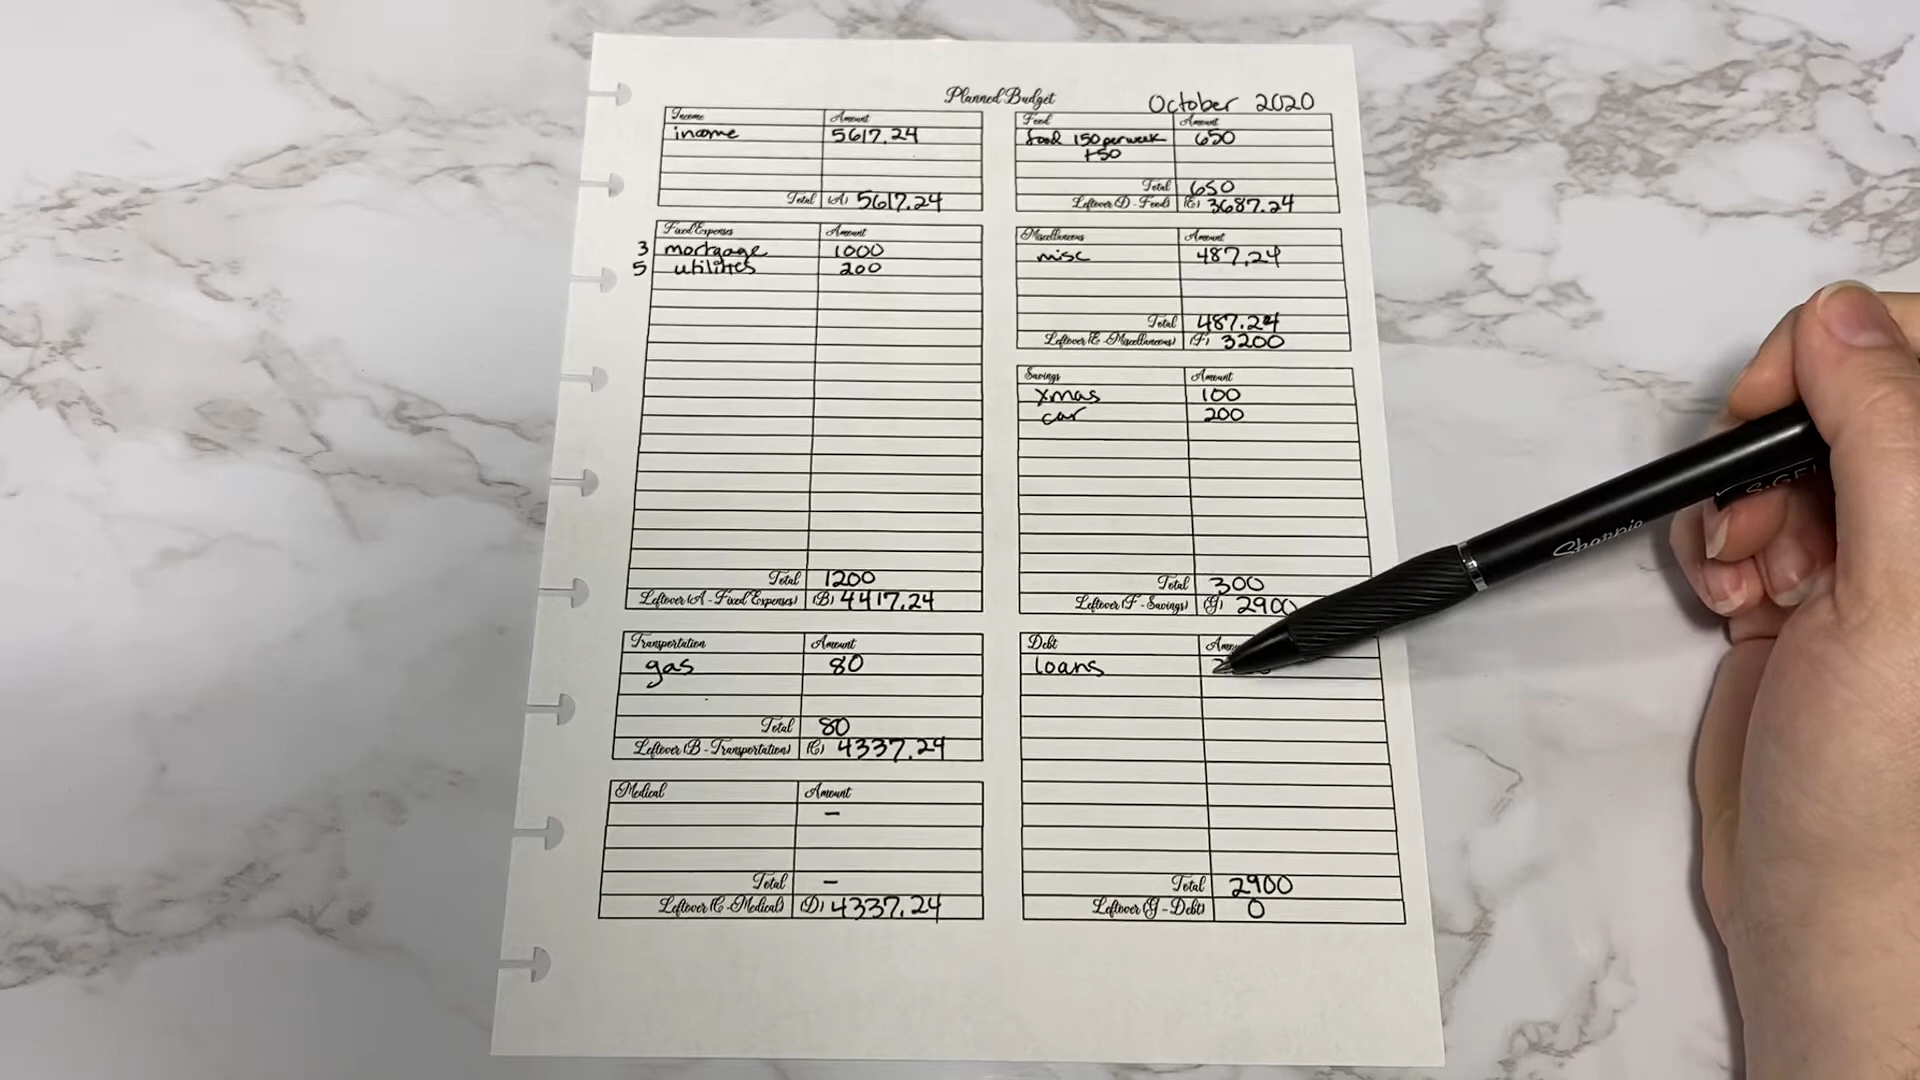 Planned Budget
October 2020
Income Amount
income 5617.24
Total (A) 5617.24
Fixed Expenses Amount
3 mortgage 1000
5 utilities 200
Total 1200
Leftover (A - Fixed Expenses) (B) 4417.24
Transportation Amount
gas 80
Total 80
Leftover (B - Transportation) (C) 4337.24
Medical Amount
-
Total -
Leftover (C - Medical) (D) 4337.24
Food Amount
food 150 per week 650
+50
Total 650
Leftover (D - Food) (E) 3687.24
Miscellaneous Amount
misc 487.24
Total 487.24
Leftover (E - Miscellaneous) (F) 3200
Savings Amount
xmas 100
car 200
Total 300
Leftover (F - Savings) (G) 2900
Debt
loans
Total 2900
Leftover (G - Debt) 0
Sharpie
S·GEL